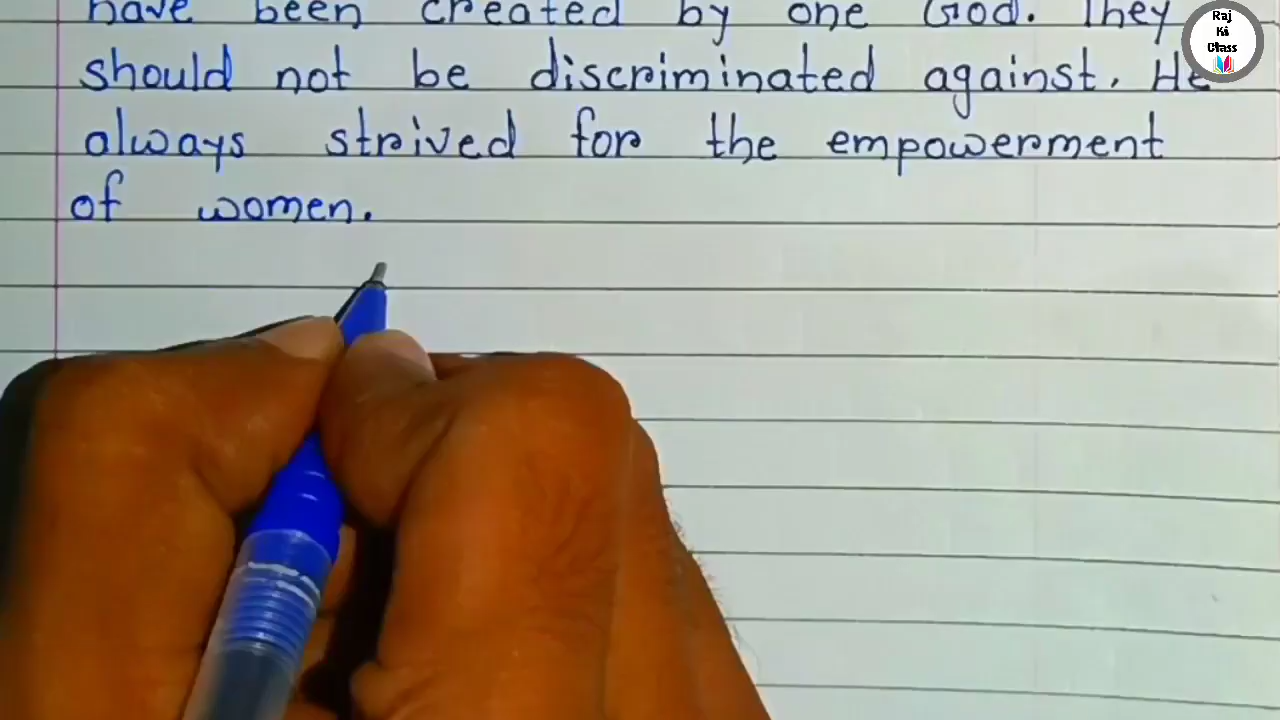 have been created by one God. They
should not be discriminated against. He
always strived for the empowerment
of women.
Raj
Ki
Class